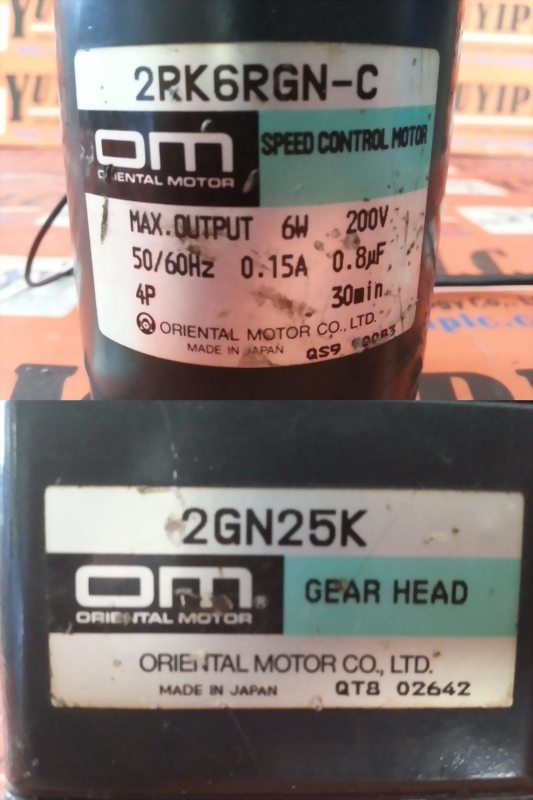 2RK6RGN-C
om
ORIENTAL MOTOR
SPEED CONTROL MOTOR
MAX.OUTPUT 6W 200V
50/60Hz 0.15A 0.8µF
4P 30min.
ORIENTAL MOTOR CO., LTD.
MADE IN JAPAN QS9
2GN25K
om®
ORIENTAL MOTOR
GEAR HEAD
ORIENTAL MOTOR CO., LTD.
MADE IN JAPAN QT8 02642